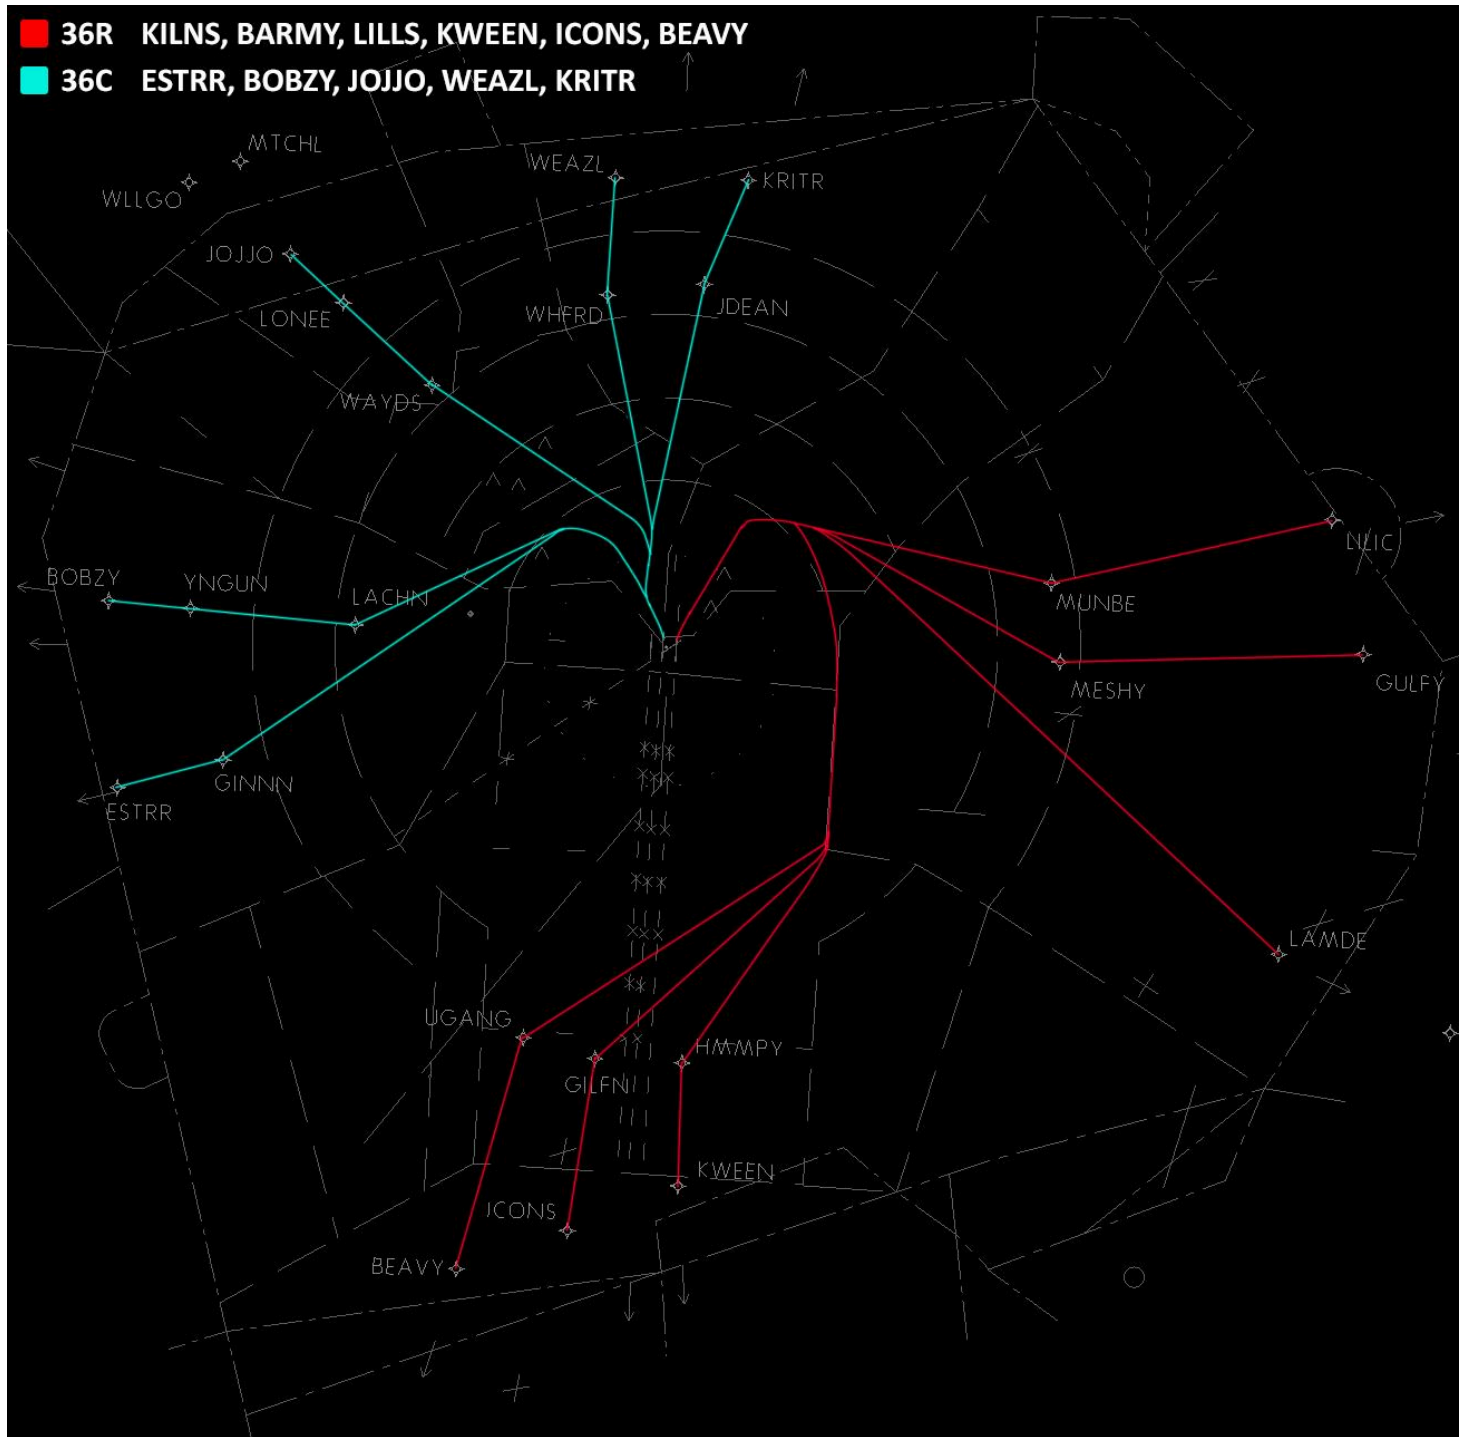 36R KILNS, BARMY, LILLS, KWEEN, ICONS, BEAVY
36C ESTRR, BOBZY, JOJJO, WEAZL, KRITR
MTCHL
WEAZL
KRITR
WLLGO
JOJJO
LONEE
WHFRD
JDEAN
WAYDS
LILIC
BOBZY
YNGUN
LACHN
MUNBE
MESHY
GULFY
GINNN
ESTRR
LAMDE
UGANG
HMMPY
GILFN
KWEEN
ICONS
BEAVY